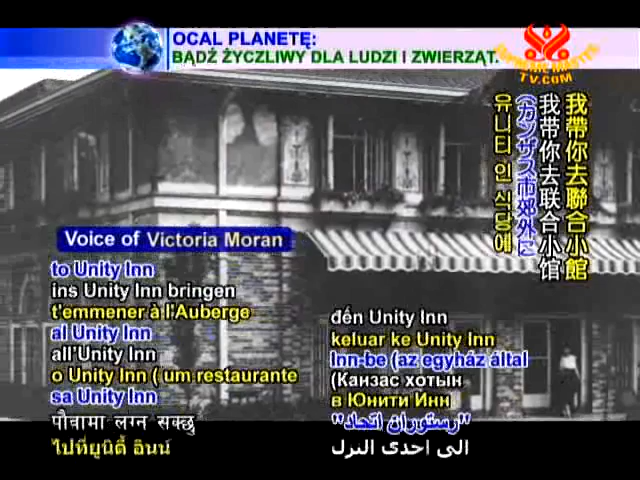 OCAL PLANETĘ:
BĄDŹ ŻYCZLIWY DLA LUDZI I ZWIERZĄT.
SUPREME MASTER
TV.COM
我帶你去聯合小館
我带你去联合小馆
(カンザス市郊外に
유니티 인 식당에
Voice of Victoria Moran
to Unity Inn
ins Unity Inn bringen
t'emmener à l'Auberge
al Unity Inn
all'Unity Inn
o Unity Inn ( um restaurante
sa Unity Inn
पौवामा लग्न सक्छु
ไปที่ยูนิตี้ อินน์
đến Unity Inn
keluar ke Unity Inn
Inn-be (az egyház által
(Канзас хотын
в Юнити Инн
"رستوران اتحاد"
الى احدى النزل